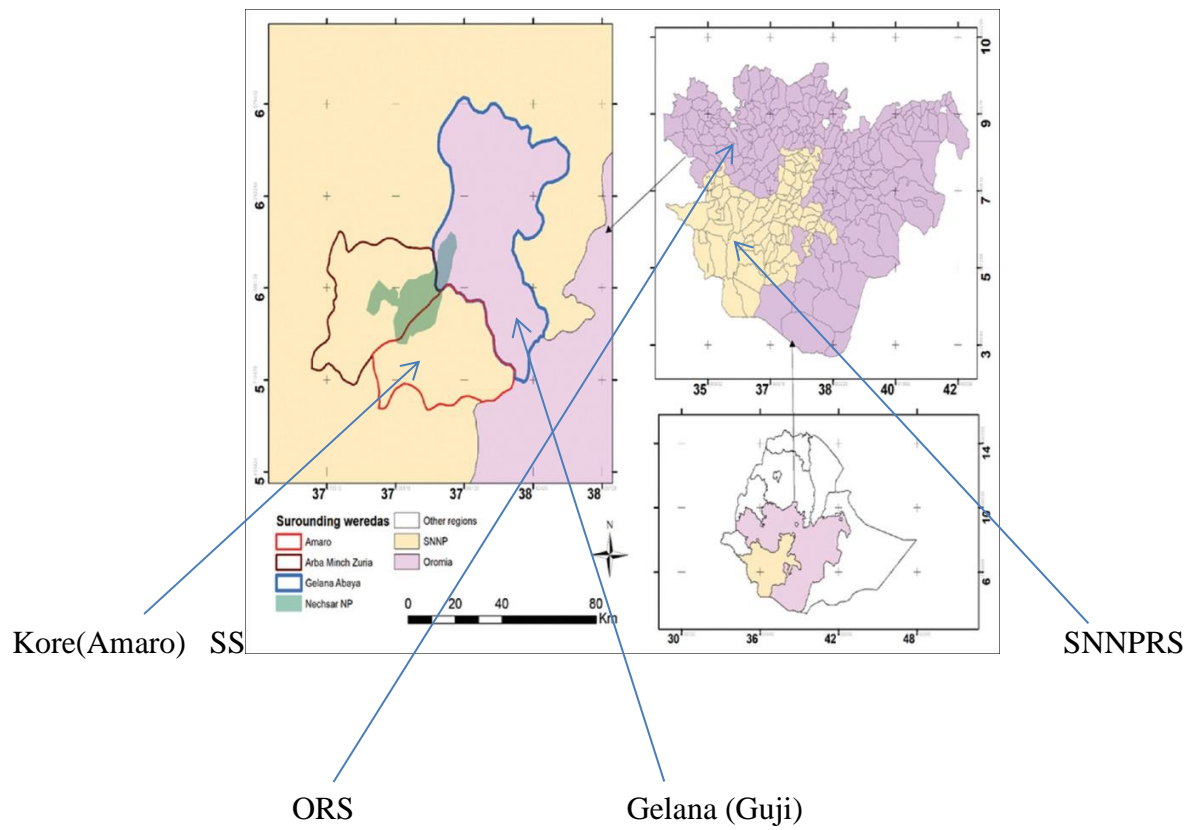 6
6
6
5
5
37
37
37
38
38
10
9
7
5
3
35
37
38
40
42
14
10
6
30
36
42
48
Surounding weredas
Amaro
Arba Minch Zuria
Gelana Abaya
Nechsar NP
Other regions
SNNP
Oromia
N
0 20 40 80
Km
Kore(Amaro) SS
SNNPRS
ORS
Gelana (Guji)